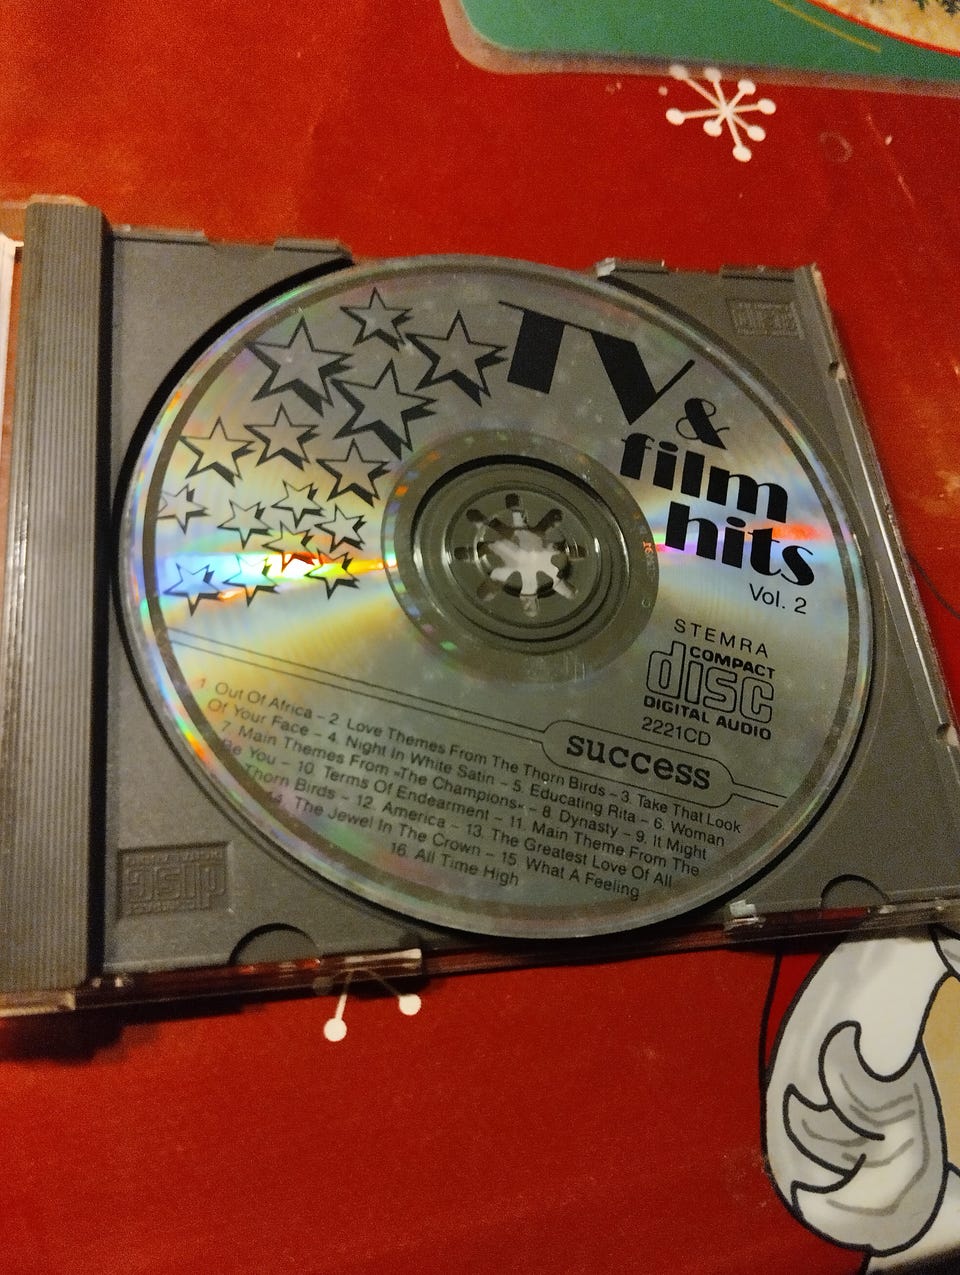 TV
&
film
hits
Vol. 2
STEMRA
COMPACT
disc
DIGITAL AUDIO
2221CD
success
1 Out Of Africa – 2. Love Themes From The Thorn Birds – 3. Take That Look
Of Your Face – 4. Night In White Satin – 5. Educating Rita – 6. Woman
7. Main Themes From »The Champions« – 8. Dynasty – 9. It Might
Be You – 10. Terms Of Endearment – 11. Main Theme From The
Thorn Birds – 12. America – 13. The Greatest Love Of All
14. The Jewel In The Crown – 15. What A Feeling
16. All Time High